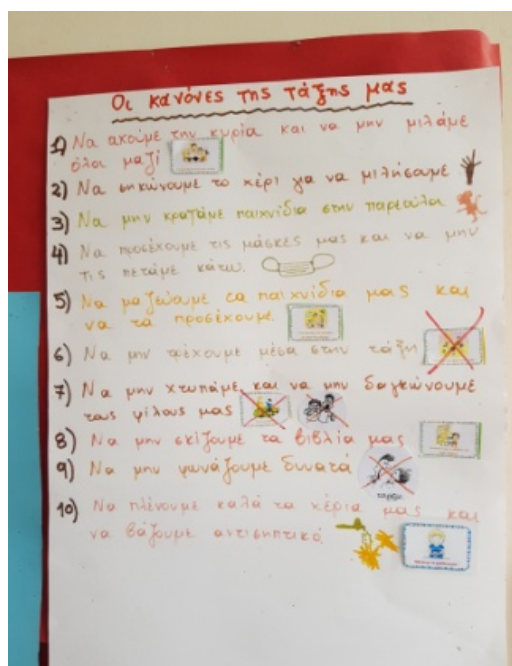 Οι κανόνες της τάξης μας
1) Να ακούμε την κυρία και να μην μιλάμε
όλοι μαζί
2) Να σηκώνουμε το χέρι για να μιλήσουμε
3) Να μην κρατάμε παιχνίδια στην παρεούλα
4) Να προσέχουμε τις μάσκες μας και να μην
τις πετάμε κάτω.
5) Να μαζεύουμε τα παιχνίδια μας και
να τα προσέχουμε
6) Να μην τρέχουμε μέσα στην τάξη
7) Να μην χτυπάμε και να μην δαγκώνουμε
τους φίλους μας
8) Να μην σκίζουμε τα βιβλία μας
9) Να μην φωνάζουμε δυνατά
10) Να πλένουμε καλά τα χέρια μας και
να βάζουμε αντισηπτικό